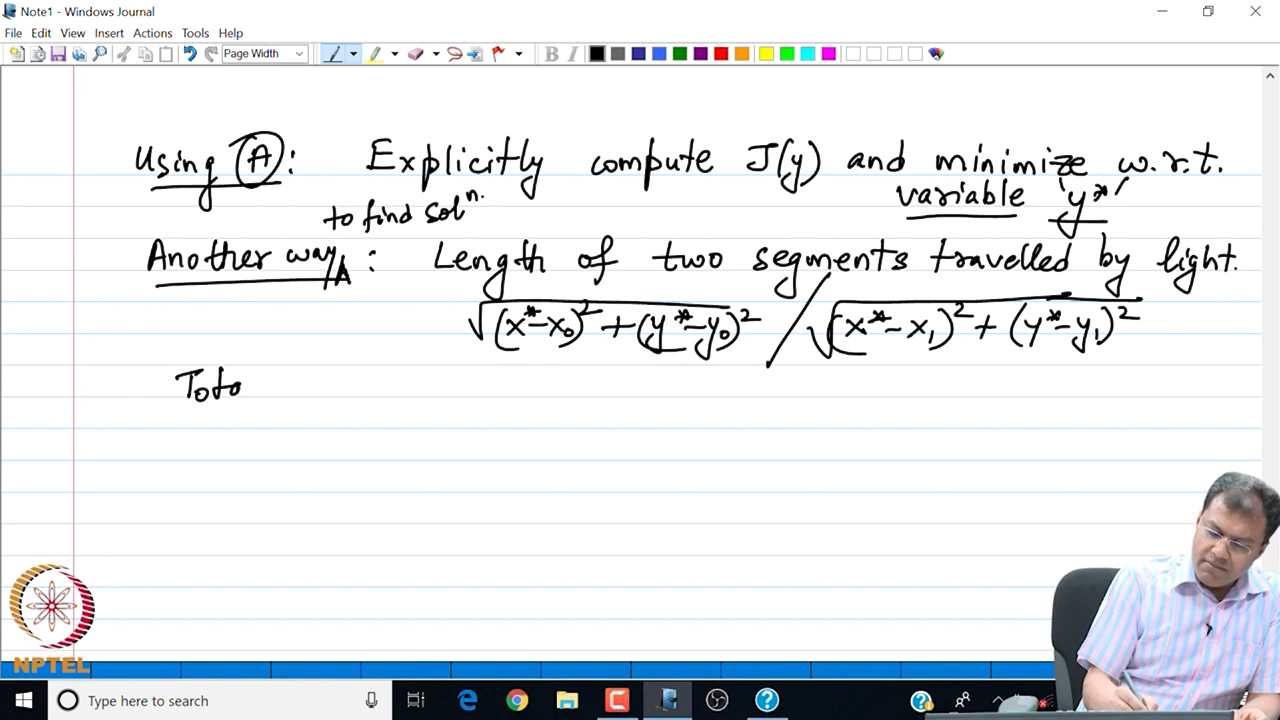 Note1 - Windows Journal
File Edit View Insert Actions Tools Help
Page Width
B I
Using (A): Explicitly compute J(y) and minimize w.r.t.
to find solⁿ. variable 'y*'
Another way: Length of two segments travelled by light.
√(x*-x₀)²+(y*-y₀)² / √(x*-x₁)²+(y*-y₁)²
Tota
NPTEL
Type here to search